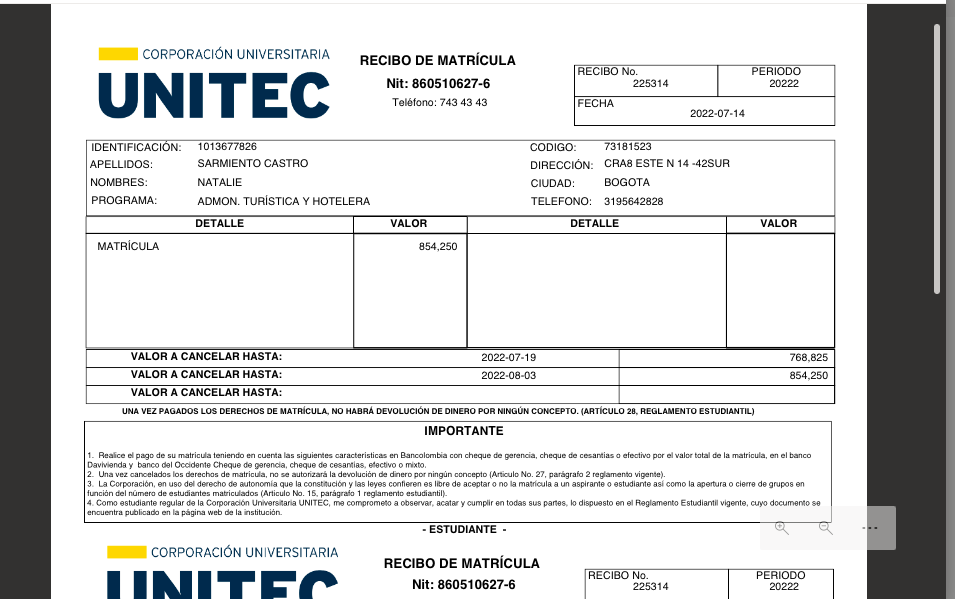 CORPORACIÓN UNIVERSITARIA
UNITEC
RECIBO DE MATRÍCULA
Nit: 860510627-6
Teléfono: 743 43 43
RECIBO No.
225314
PERIODO
20222
FECHA
2022-07-14
IDENTIFICACIÓN: 1013677826
CODIGO: 73181523
APELLIDOS: SARMIENTO CASTRO
DIRECCIÓN: CRA8 ESTE N 14 -42SUR
NOMBRES: NATALIE
CIUDAD: BOGOTA
PROGRAMA: ADMON. TURÍSTICA Y HOTELERA
TELEFONO: 3195642828
DETALLE VALOR DETALLE VALOR
MATRÍCULA 854,250
VALOR A CANCELAR HASTA: 2022-07-19 768,825
VALOR A CANCELAR HASTA: 2022-08-03 854,250
VALOR A CANCELAR HASTA:
UNA VEZ PAGADOS LOS DERECHOS DE MATRÍCULA, NO HABRÁ DEVOLUCIÓN DE DINERO POR NINGÚN CONCEPTO. (ARTÍCULO 28, REGLAMENTO ESTUDIANTIL)
IMPORTANTE
1. Realice el pago de su matrícula teniendo en cuenta las siguientes características en Bancolombia con cheque de gerencia, cheque de cesantias o efectivo por el valor total de la matrícula, en el banco
Davivienda y banco del Occidente Cheque de gerencia, cheque de cesantías, efectivo o mixto.
2. Una vez cancelados los derechos de matrícula, no se autorizará la devolución de dinero por ningún concepto (Articulo No. 27, parágrafo 2 reglamento vigente).
3. La Corporación, en uso del derecho de autonomía que la constitución y las leyes confieren es libre de aceptar o no la matrícula a un aspirante o estudiante así como la apertura o cierre de grupos en
función del número de estudiantes matriculados (Artículo No. 15, parágrafo 1 reglamento estudiantil).
4. Como estudiante regular de la Corporación Universitaria UNITEC, me comprometo a observar, acatar y cumplir en todas sus partes, lo dispuesto en el Reglamento Estudiantil vigente, cuyo documento se
encuentra publicado en la página web de la institución.
- ESTUDIANTE -
CORPORACIÓN UNIVERSITARIA
UNITEC
RECIBO DE MATRÍCULA
Nit: 860510627-6
RECIBO No.
225314
PERIODO
20222